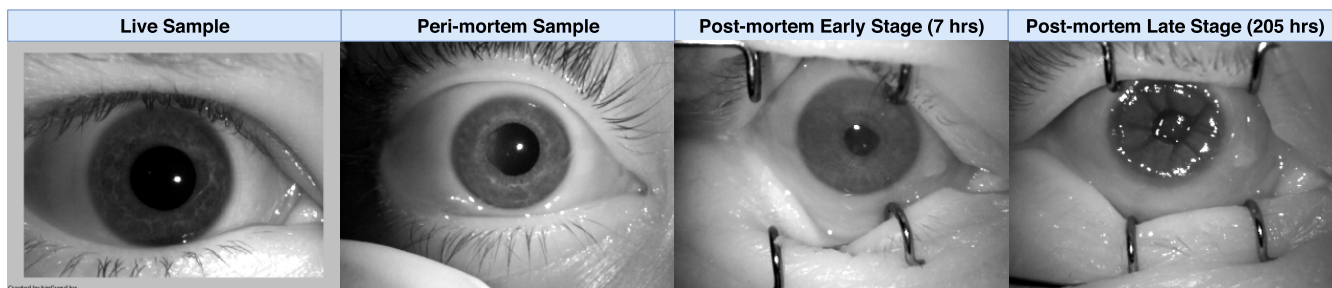 Live Sample
Peri-mortem Sample
Post-mortem Early Stage (7 hrs)
Post-mortem Late Stage (205 hrs)